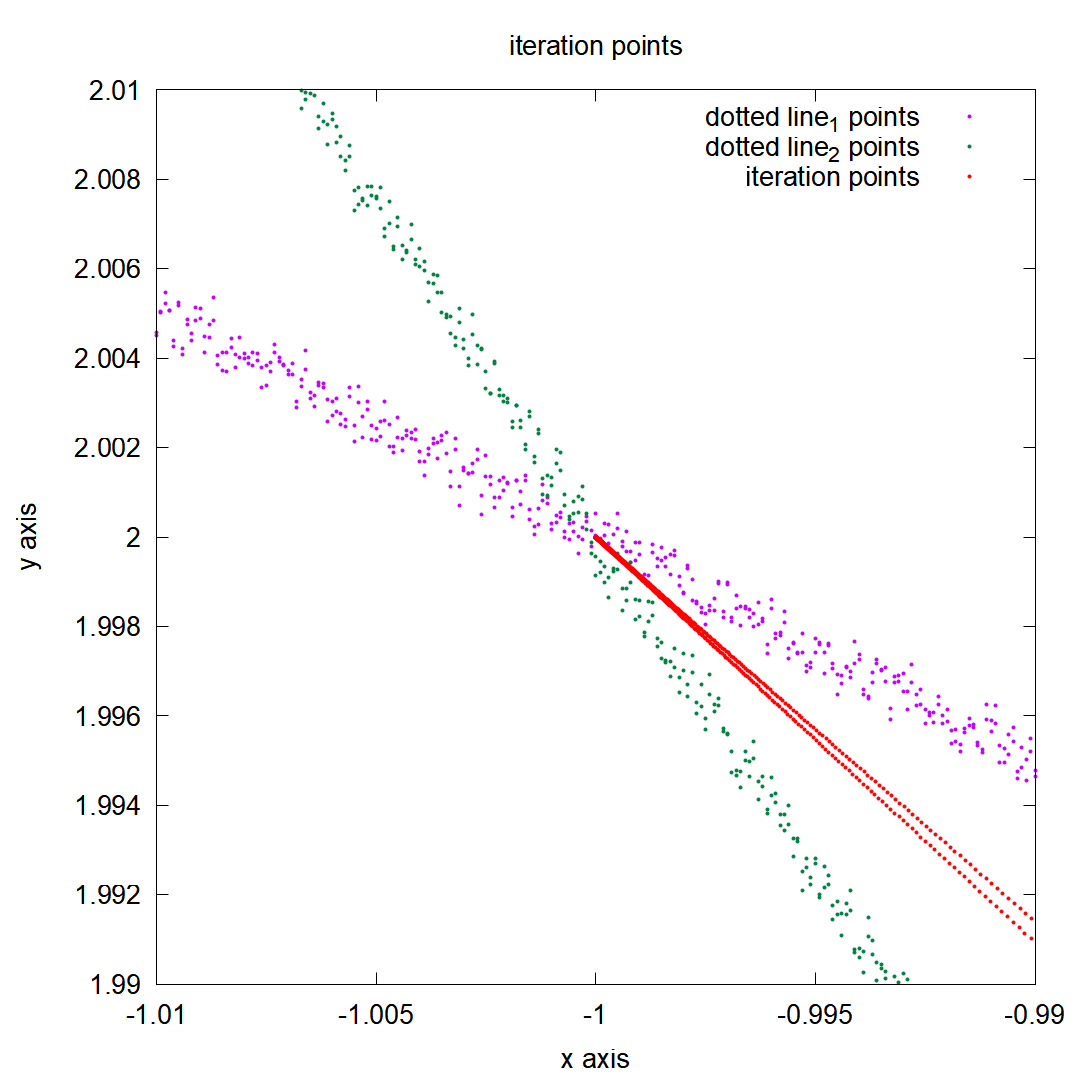 iteration points
2.01
2.008
2.006
2.004
2.002
2
1.998
1.996
1.994
1.992
1.99
y axis
dotted line₁ points
dotted line₂ points
iteration points
-1.01 -1.005 -1 -0.995 -0.99
x axis